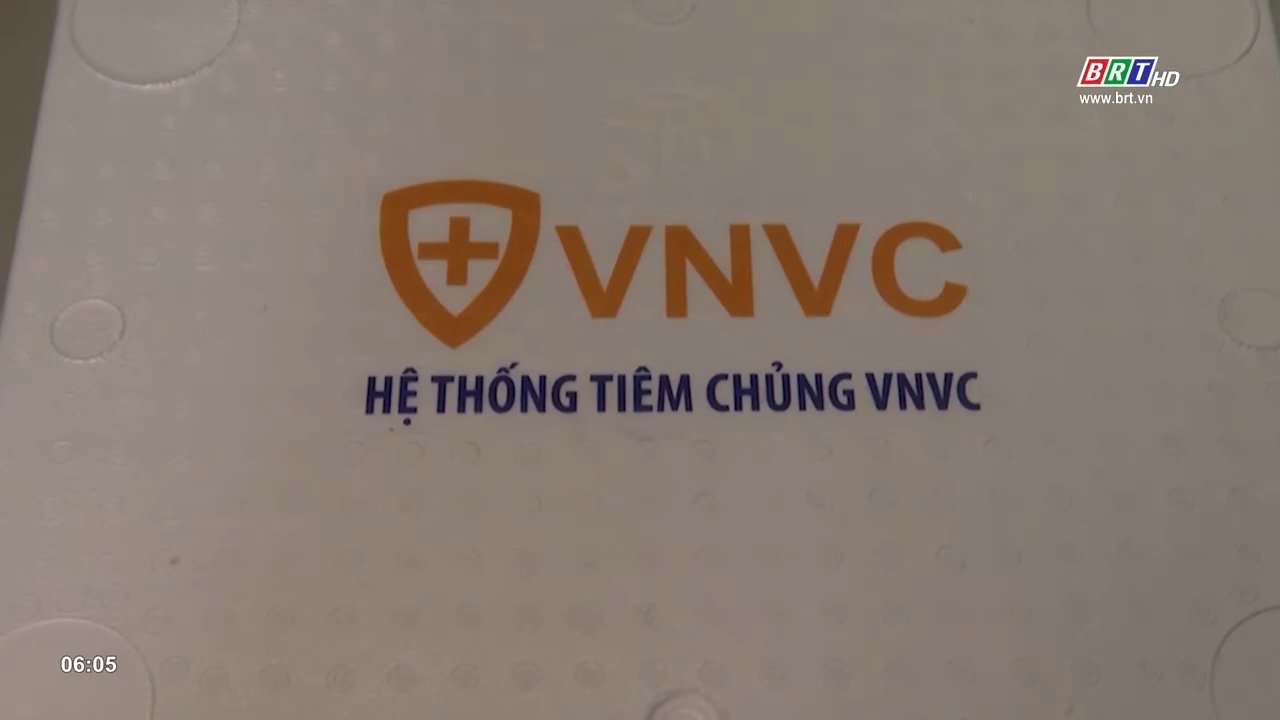 BRT HD
www.brt.vn
VNVC
HỆ THỐNG TIÊM CHỦNG VNVC
06:05